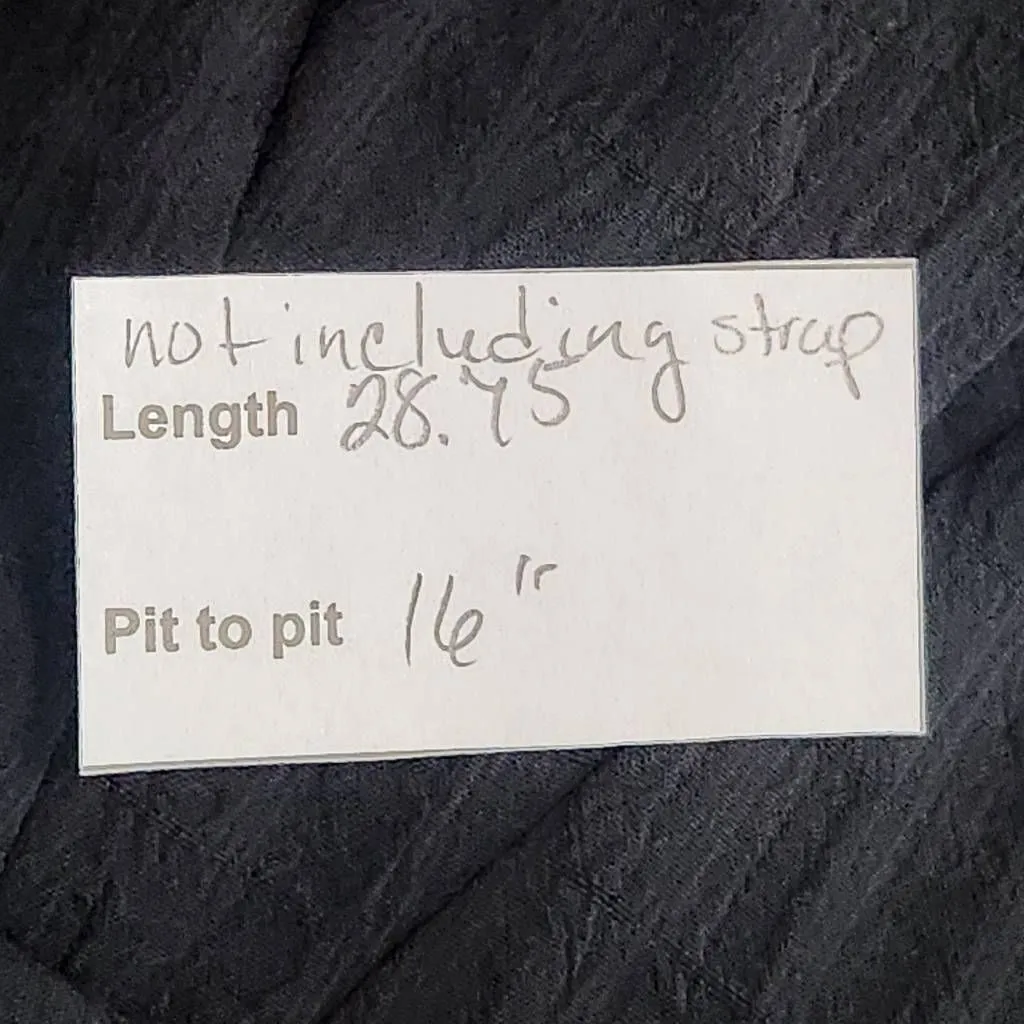 not including strap
Length 28.75
Pit to pit 16"